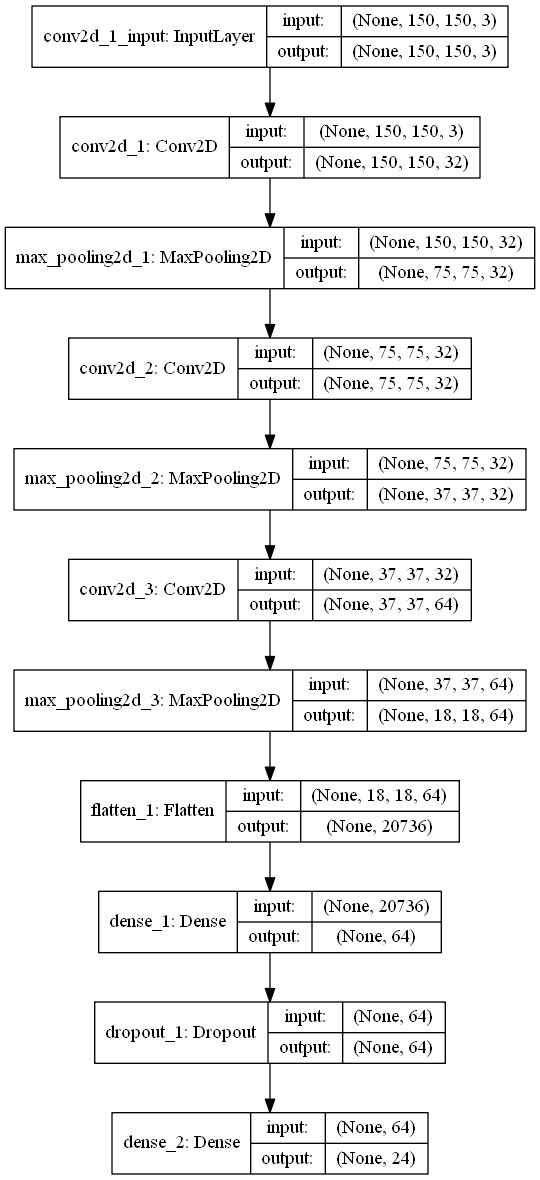 conv2d_1_input: InputLayer
input: (None, 150, 150, 3)
output: (None, 150, 150, 3)
conv2d_1: Conv2D
input: (None, 150, 150, 3)
output: (None, 150, 150, 32)
max_pooling2d_1: MaxPooling2D
input: (None, 150, 150, 32)
output: (None, 75, 75, 32)
conv2d_2: Conv2D
input: (None, 75, 75, 32)
output: (None, 75, 75, 32)
max_pooling2d_2: MaxPooling2D
input: (None, 75, 75, 32)
output: (None, 37, 37, 32)
conv2d_3: Conv2D
input: (None, 37, 37, 32)
output: (None, 37, 37, 64)
max_pooling2d_3: MaxPooling2D
input: (None, 37, 37, 64)
output: (None, 18, 18, 64)
flatten_1: Flatten
input: (None, 18, 18, 64)
output: (None, 20736)
dense_1: Dense
input: (None, 20736)
output: (None, 64)
dropout_1: Dropout
input: (None, 64)
output: (None, 64)
dense_2: Dense
input: (None, 64)
output: (None, 24)